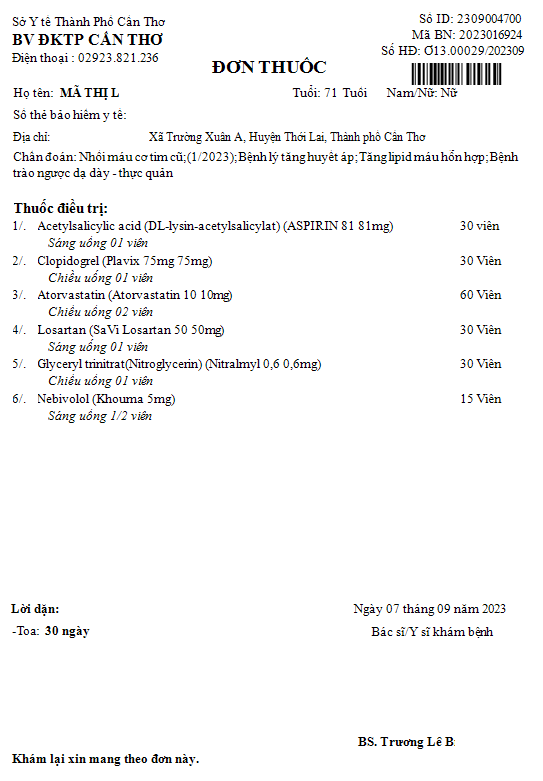 Sở Y tế Thành Phố Cần Thơ
Số ID: 2309004700
BV ĐKTP CẦN THƠ
Mã BN: 2023016924
Điện thoại : 02923.821.236
Số HĐ: Ơ13.00029/202309
ĐƠN THUỐC
Họ tên: MÃ THỊ L Tuổi: 71 Tuổi Nam/Nữ: Nữ
Số thẻ bảo hiểm y tế:
Địa chỉ: Xã Trường Xuân A, Huyện Thới Lai, Thành phố Cần Thơ
Chẩn đoán: Nhồi máu cơ tim cũ;(1/2023); Bệnh lý tăng huyết áp; Tăng lipid máu hỗn hợp; Bệnh
trào ngược dạ dày - thực quản
Thuốc điều trị:
1/. Acetylsalicylic acid (DL-lysin-acetylsalicylat) (ASPIRIN 81 81mg) 30 viên
Sáng uống 01 viên
2/. Clopidogrel (Plavix 75mg 75mg) 30 Viên
Chiều uống 01 viên
3/. Atorvastatin (Atorvastatin 10 10mg) 60 Viên
Chiều uống 02 viên
4/. Losartan (SaVi Losartan 50 50mg) 30 Viên
Sáng uống 01 viên
5/. Glyceryl trinitrat(Nitroglycerin) (Nitralmyl 0,6 0,6mg) 30 Viên
Chiều uống 01 viên
6/. Nebivolol (Khouma 5mg) 15 Viên
Sáng uống 1/2 viên
Lời dặn:
Ngày 07 tháng 09 năm 2023
-Toa: 30 ngày
Bác sĩ/Y sĩ khám bệnh
BS. Trương Lê B
Khám lại xin mang theo đơn này.